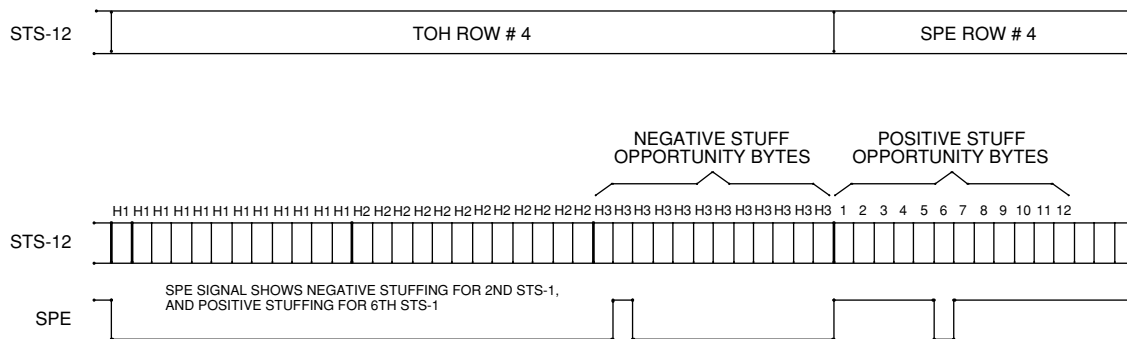 STS-12 TOH ROW # 4 SPE ROW # 4
NEGATIVE STUFF OPPORTUNITY BYTES
POSITIVE STUFF OPPORTUNITY BYTES
H1 H1 H1 H1 H1 H1 H1 H1 H1 H1 H1 H1 H2 H2 H2 H2 H2 H2 H2 H2 H2 H2 H2 H2 H3 H3 H3 H3 H3 H3 H3 H3 H3 H3 H3 H3 1 2 3 4 5 6 7 8 9 10 11 12
STS-12
SPE SIGNAL SHOWS NEGATIVE STUFFING FOR 2ND STS-1,
AND POSITIVE STUFFING FOR 6TH STS-1
SPE